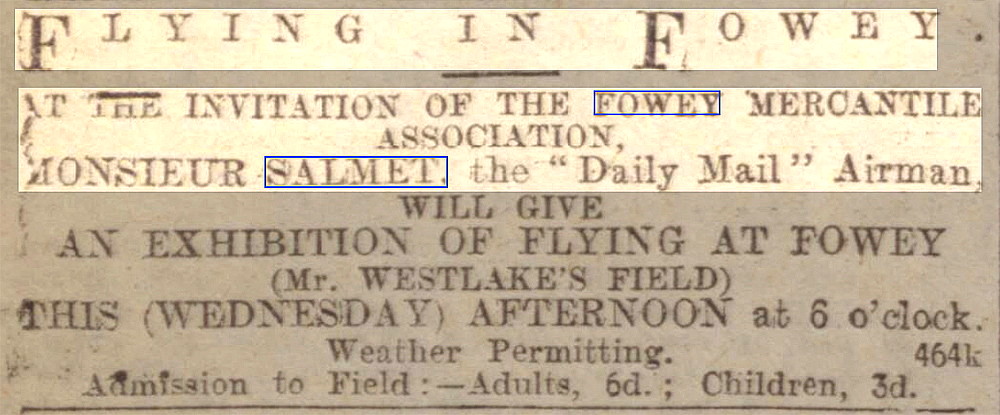 FLYING IN FOWEY.
AT THE INVITATION OF THE FOWEY MERCANTILE
ASSOCIATION,
MONSIEUR SALMET, the "Daily Mail" Airman,
WILL GIVE
AN EXHIBITION OF FLYING AT FOWEY
(Mr. WESTLAKE'S FIELD)
THIS (WEDNESDAY) AFTERNOON at 6 o'clock.
Weather Permitting. 464k
Admission to Field:—Adults, 6d.; Children, 3d.